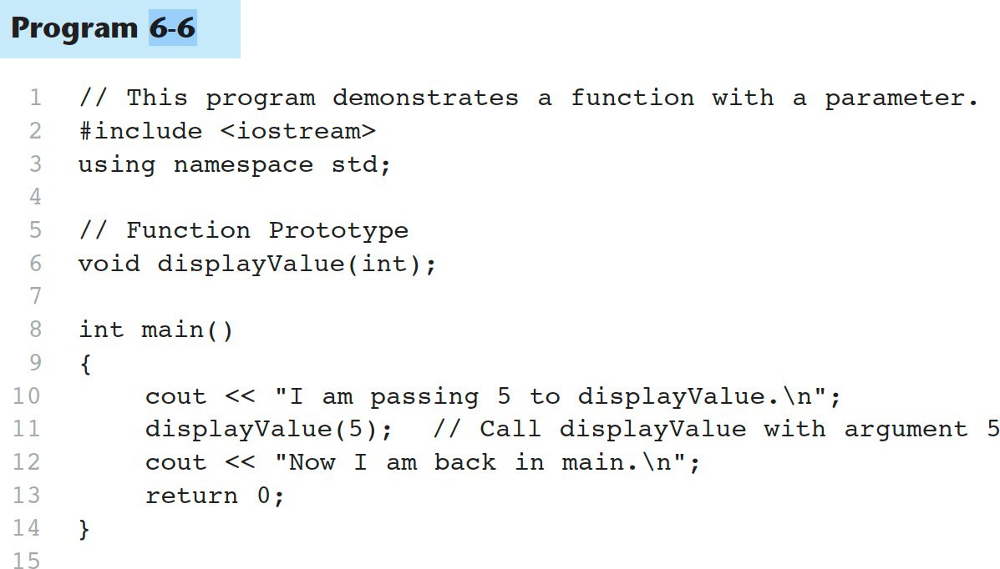 Program 6-6
1 // This program demonstrates a function with a parameter.
2 #include <iostream>
3 using namespace std;
4
5 // Function Prototype
6 void displayValue(int);
7
8 int main()
9 {
10 cout << "I am passing 5 to displayValue.\n";
11 displayValue(5); // Call displayValue with argument 5
12 cout << "Now I am back in main.\n";
13 return 0;
14 }
15